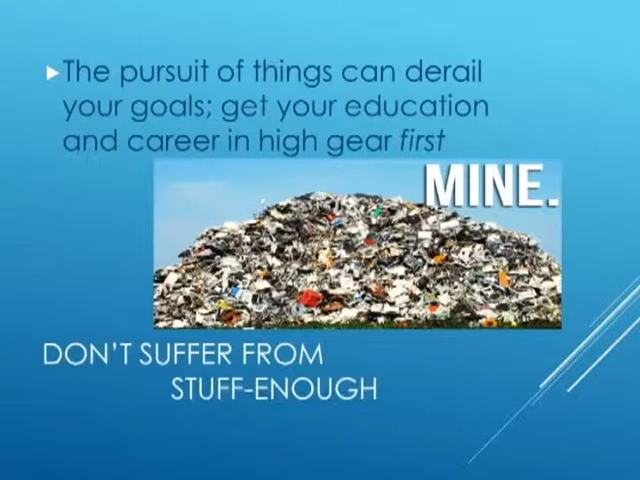 The pursuit of things can derail
your goals; get your education
and career in high gear first
MINE.
DON'T SUFFER FROM
STUFF-ENOUGH